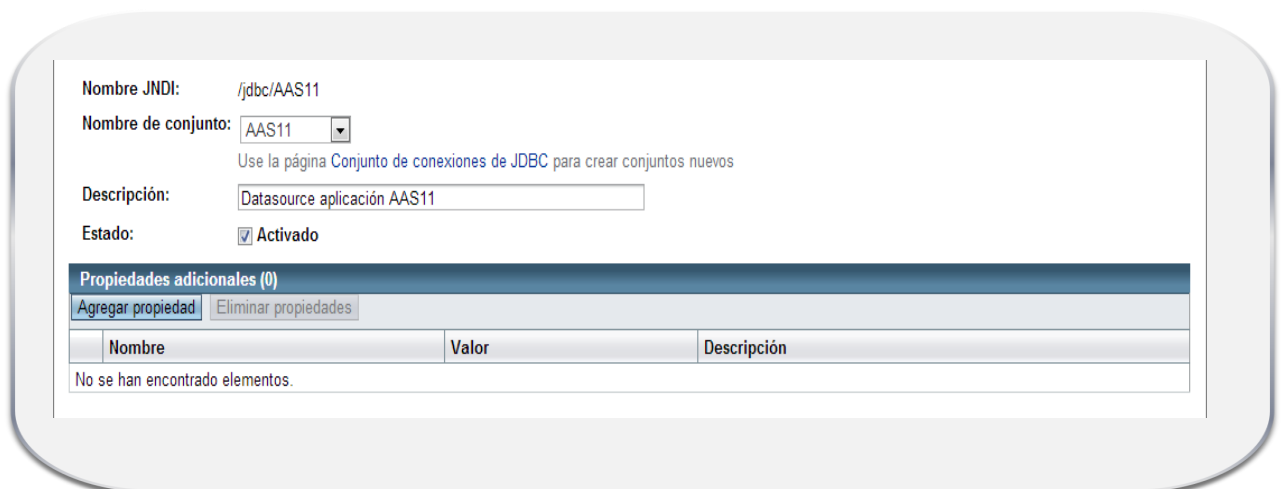 Nombre JNDI: /jdbc/AAS11
Nombre de conjunto: AAS11
Use la página Conjunto de conexiones de JDBC para crear conjuntos nuevos
Descripción: Datasource aplicación AAS11
Estado: Activado
Propiedades adicionales (0)
Agregar propiedad Eliminar propiedades
Nombre Valor Descripción
No se han encontrado elementos.